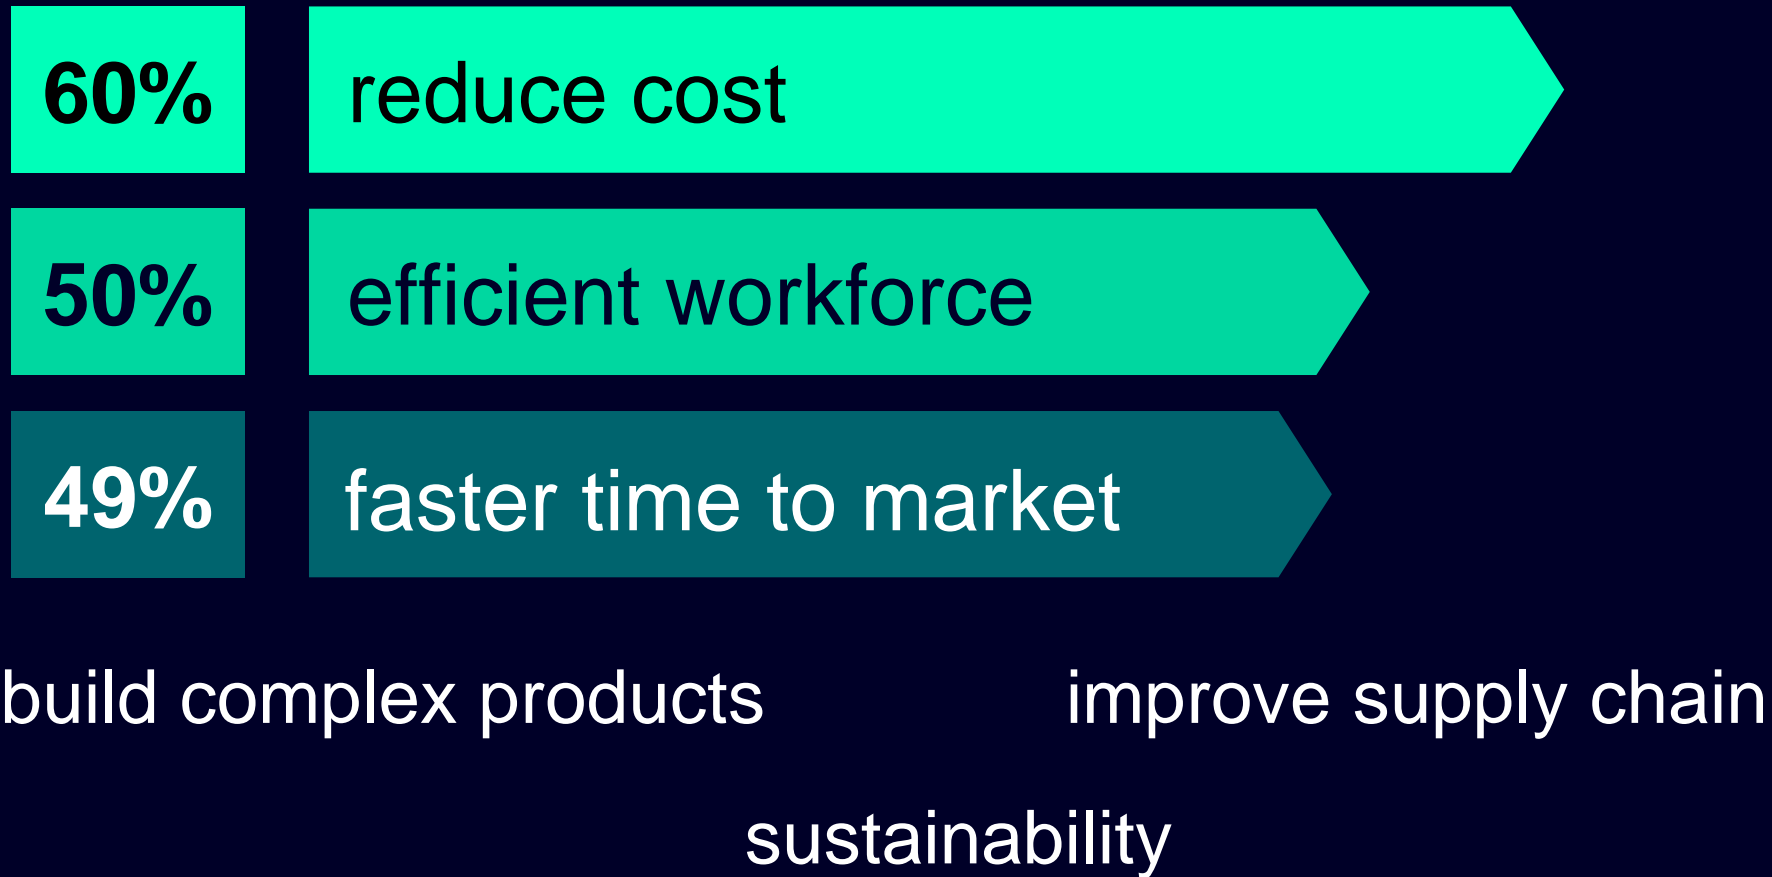 60% reduce cost
50% efficient workforce
49% faster time to market
build complex products improve supply chain
sustainability